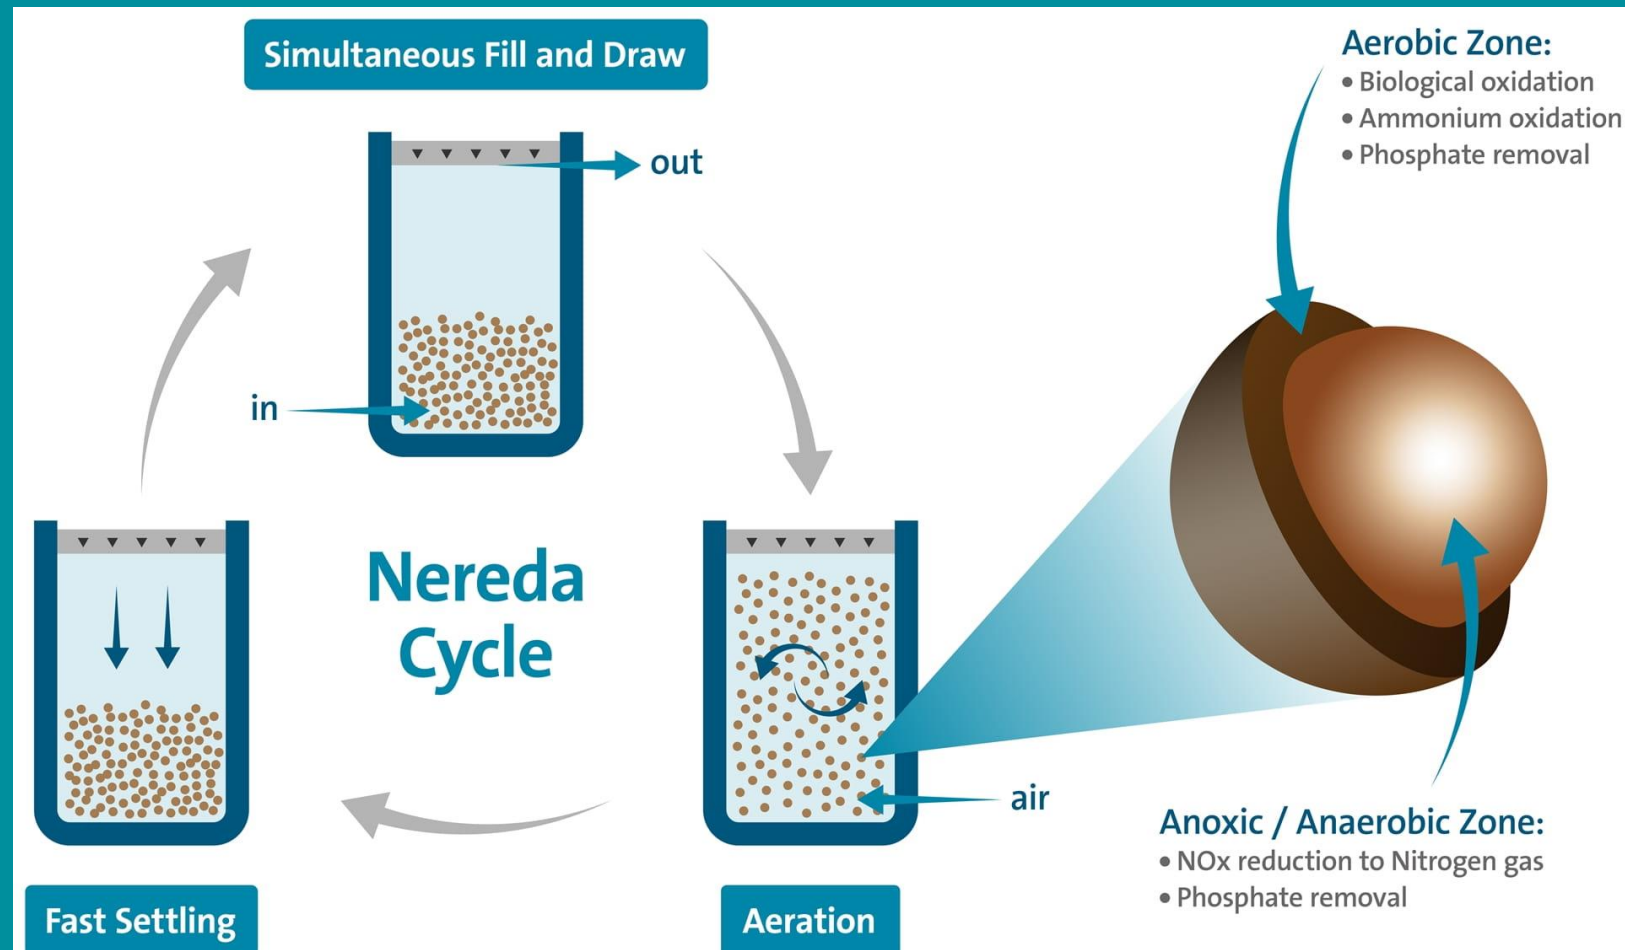 Simultaneous Fill and Draw
out
in
Nereda
Cycle
air
Fast Settling
Aeration
Aerobic Zone:
• Biological oxidation
• Ammonium oxidation
• Phosphate removal
Anoxic / Anaerobic Zone:
• NOx reduction to Nitrogen gas
• Phosphate removal